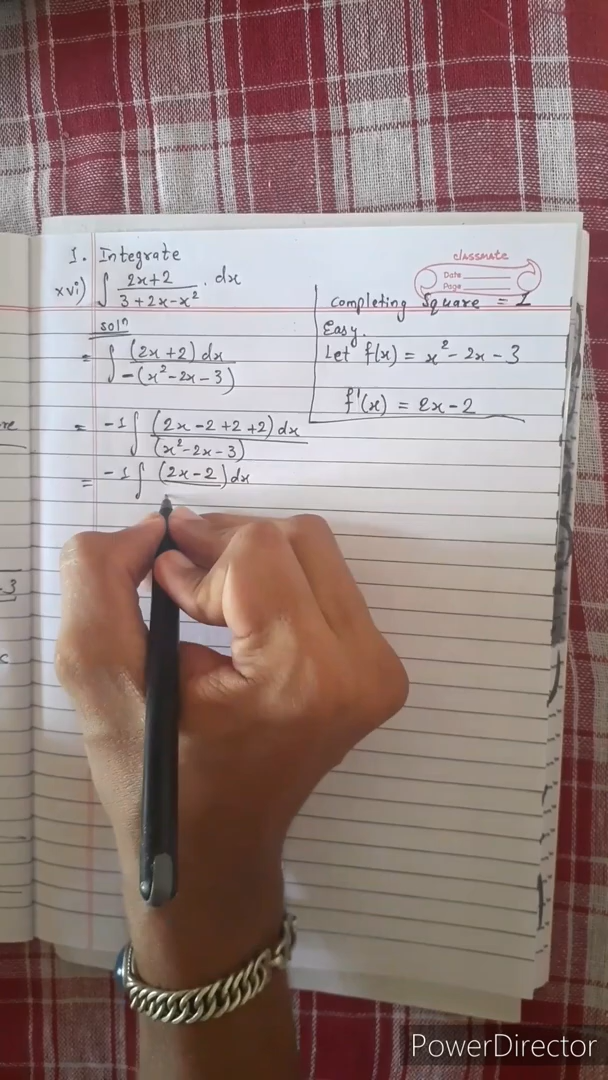 1. Integrate
xvi) ∫ (2x+2)/(3+2x-x²) . dx
solⁿ
= ∫ (2x+2) dx / -(x²-2x-3)
= -1 ∫ (2x-2+2+2) dx / (x²-2x-3)
= -1 ∫ (2x-2) dx
classmate
Date
Page
Completing Square = 1
Easy.
Let f(x) = x²-2x-3
f'(x) = 2x-2
-3
c
PowerDirector